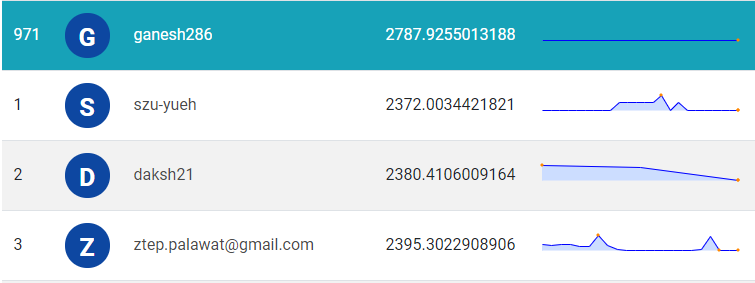 971 G ganesh286 2787.9255013188
1 S szu-yueh 2372.0034421821
2 D daksh21 2380.4106009164
3 Z ztep.palawat@gmail.com 2395.3022908906